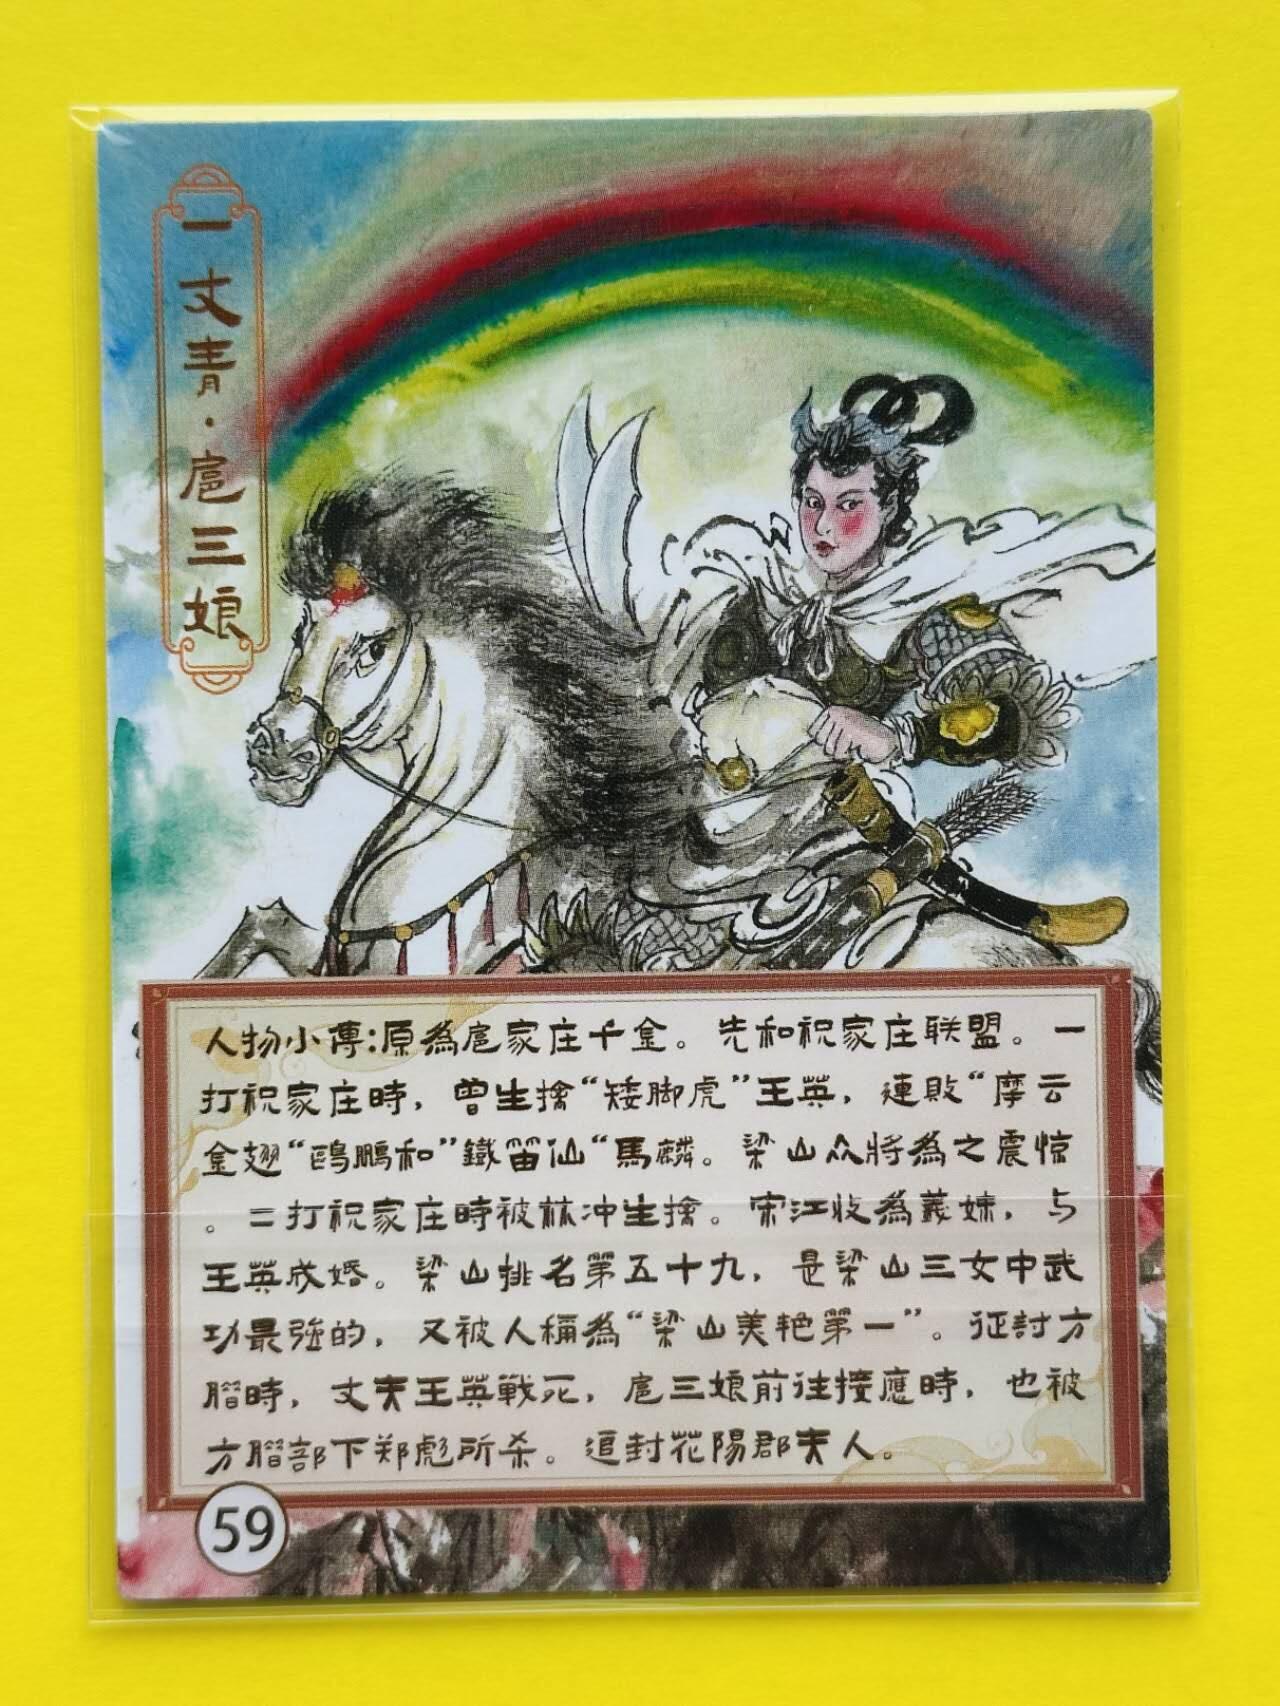 一丈青·扈三娘
人物小傳:原為扈家庄千金。先和祝家庄联盟。一
打祝家庄時，曾生擒“矮脚虎”王英，連敗“摩云
金翅“鷗鵬和”鐵笛仙“馬麟。梁山众將為之震惊
。二打祝家庄時被林冲生擒。宋江收為義妹，与
王英成婚。梁山排名第五十九，是梁山三女中武
功最強的，又被人稱為“梁山美艳第一”。征討方
臘時，丈夫王英戰死，扈三娘前往接應時，也被
方臘部下郑彪所杀。追封花陽郡夫人。
59